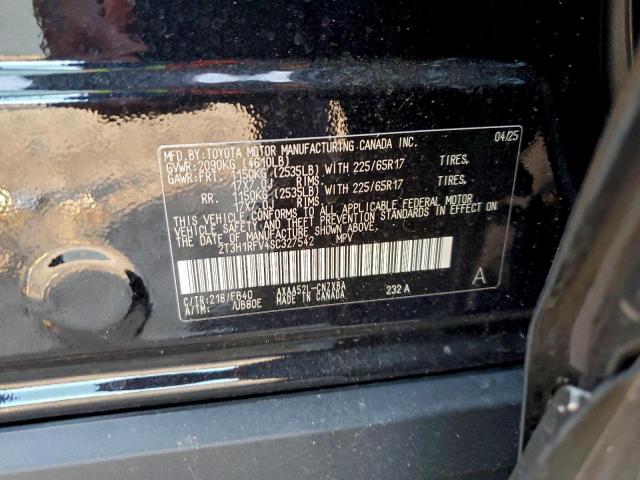 MFD.BY:TOYOTA MOTOR MANUFACTURING CANADA INC. 04/25
GVWR:2090KG (4610LB)
GAWR:FRT. 1150KG (2535LB) WITH 225/65R17 TIRES,
17X7.0J RIMS
RR. 1150KG (2535LB) WITH 225/65R17 TIRES,
17X7.0J RIMS
THIS VEHICLE CONFORMS TO ALL APPLICABLE FEDERAL MOTOR
VEHICLE SAFETY AND THEFT PREVENTION STANDARDS IN EFFECT ON
THE DATE OF MANUFACTURE SHOWN ABOVE.
2T3H1RFV4SC327542 MPV
A
C/TR:218/FB40 AXAA52L-CNZXBA 232 A
A/TM: /UB80E MADE IN CANADA